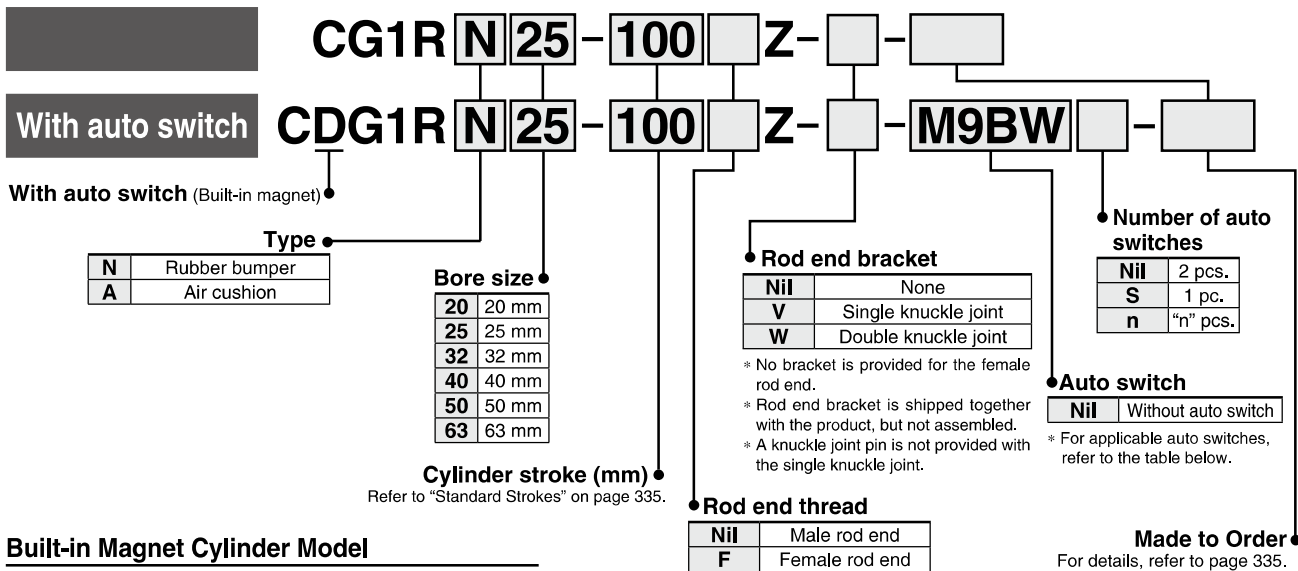 CG1R N 25 - 100 Z- -
With auto switch CDG1R N 25 - 100 Z- - M9BW -
With auto switch (Built-in magnet)
Type
N Rubber bumper
A Air cushion
Bore size
20 20 mm
25 25 mm
32 32 mm
40 40 mm
50 50 mm
63 63 mm
Cylinder stroke (mm)
Refer to “Standard Strokes” on page 335.
Rod end thread
Nil Male rod end
F Female rod end
Rod end bracket
Nil None
V Single knuckle joint
W Double knuckle joint
* No bracket is provided for the female
rod end.
* Rod end bracket is shipped together
with the product, but not assembled.
* A knuckle joint pin is not provided with
the single knuckle joint.
Number of auto
switches
Nil 2 pcs.
S 1 pc.
n “n” pcs.
Auto switch
Nil Without auto switch
* For applicable auto switches,
refer to the table below.
Made to Order
For details, refer to page 335.
Built-in Magnet Cylinder Model